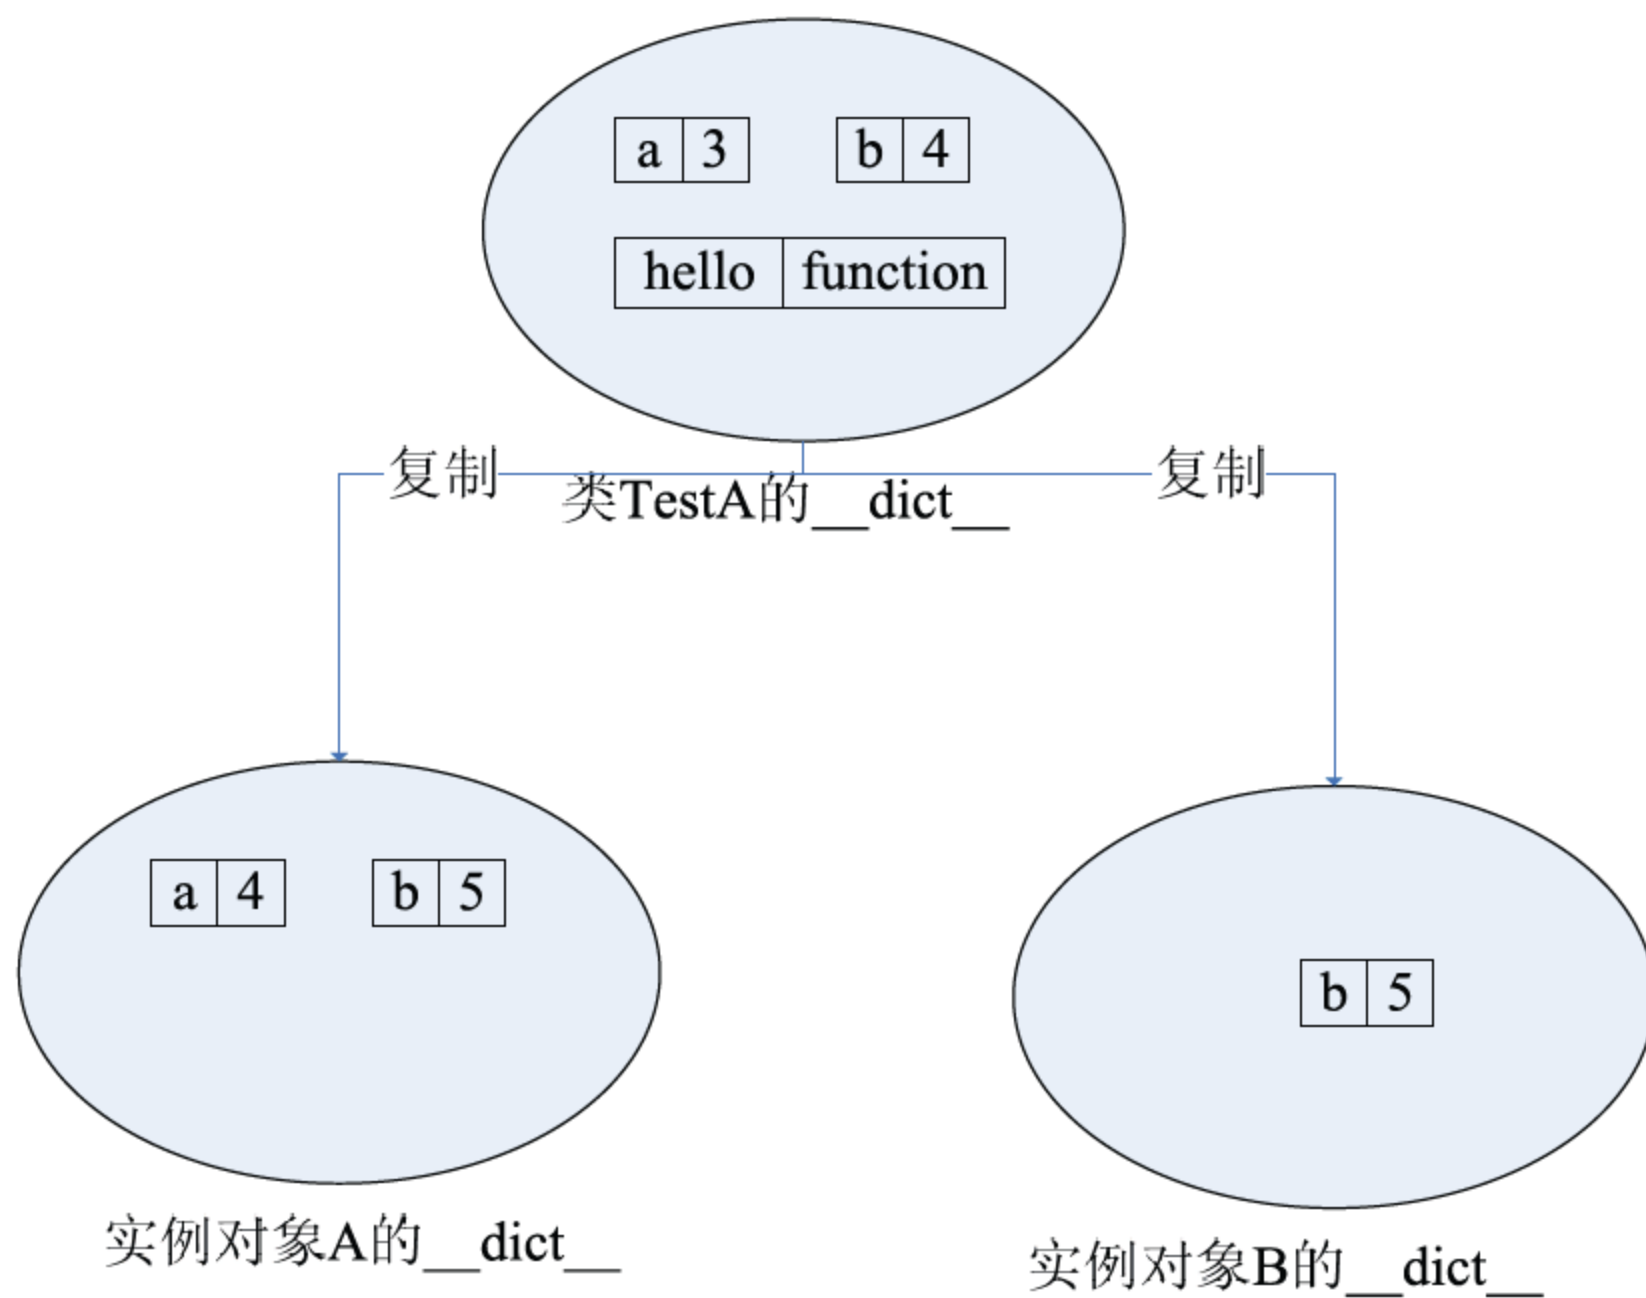 a 3 b 4
hello function
复制 复制
类TestA的__dict__
a 4 b 5
b 5
实例对象A的__dict__
实例对象B的__dict__